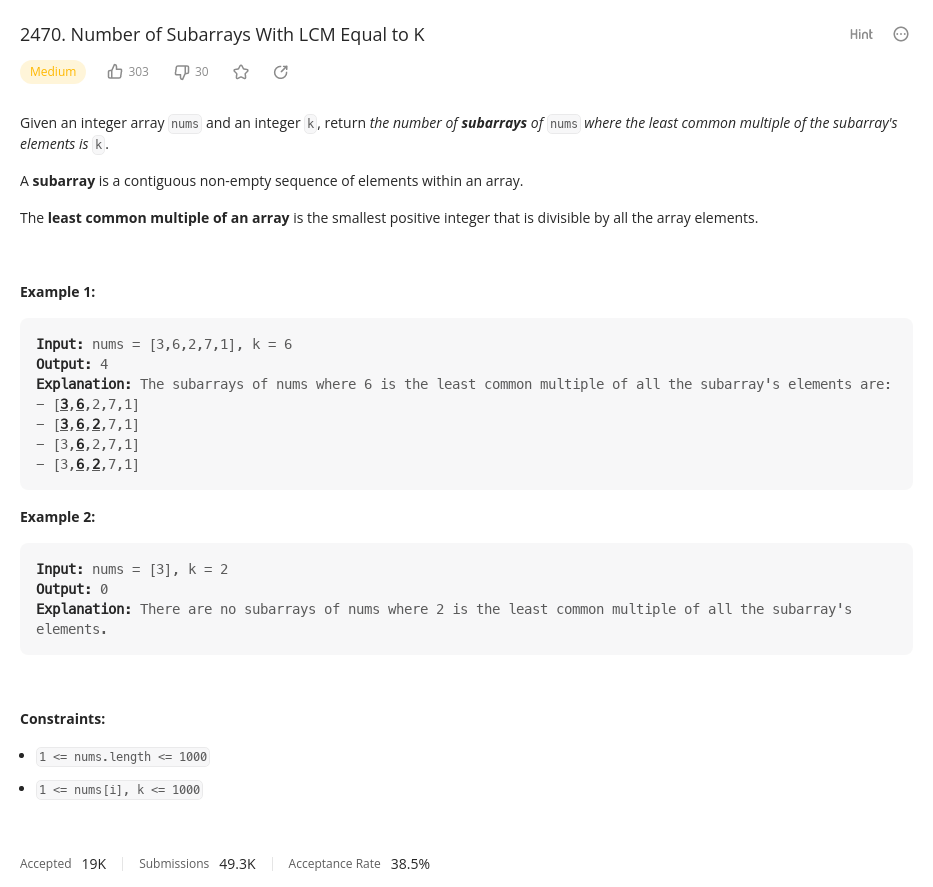 2470. Number of Subarrays With LCM Equal to K
Hint
Medium 303 30
Given an integer array nums and an integer k, return the number of subarrays of nums where the least common multiple of the subarray's
elements is k.
A subarray is a contiguous non-empty sequence of elements within an array.
The least common multiple of an array is the smallest positive integer that is divisible by all the array elements.
Example 1:
Input: nums = [3,6,2,7,1], k = 6
Output: 4
Explanation: The subarrays of nums where 6 is the least common multiple of all the subarray's elements are:
- [3,6,2,7,1]
- [3,6,2,7,1]
- [3,6,2,7,1]
- [3,6,2,7,1]
Example 2:
Input: nums = [3], k = 2
Output: 0
Explanation: There are no subarrays of nums where 2 is the least common multiple of all the subarray's
elements.
Constraints:
• 1 <= nums.length <= 1000
• 1 <= nums[i], k <= 1000
Accepted 19K Submissions 49.3K Acceptance Rate 38.5%